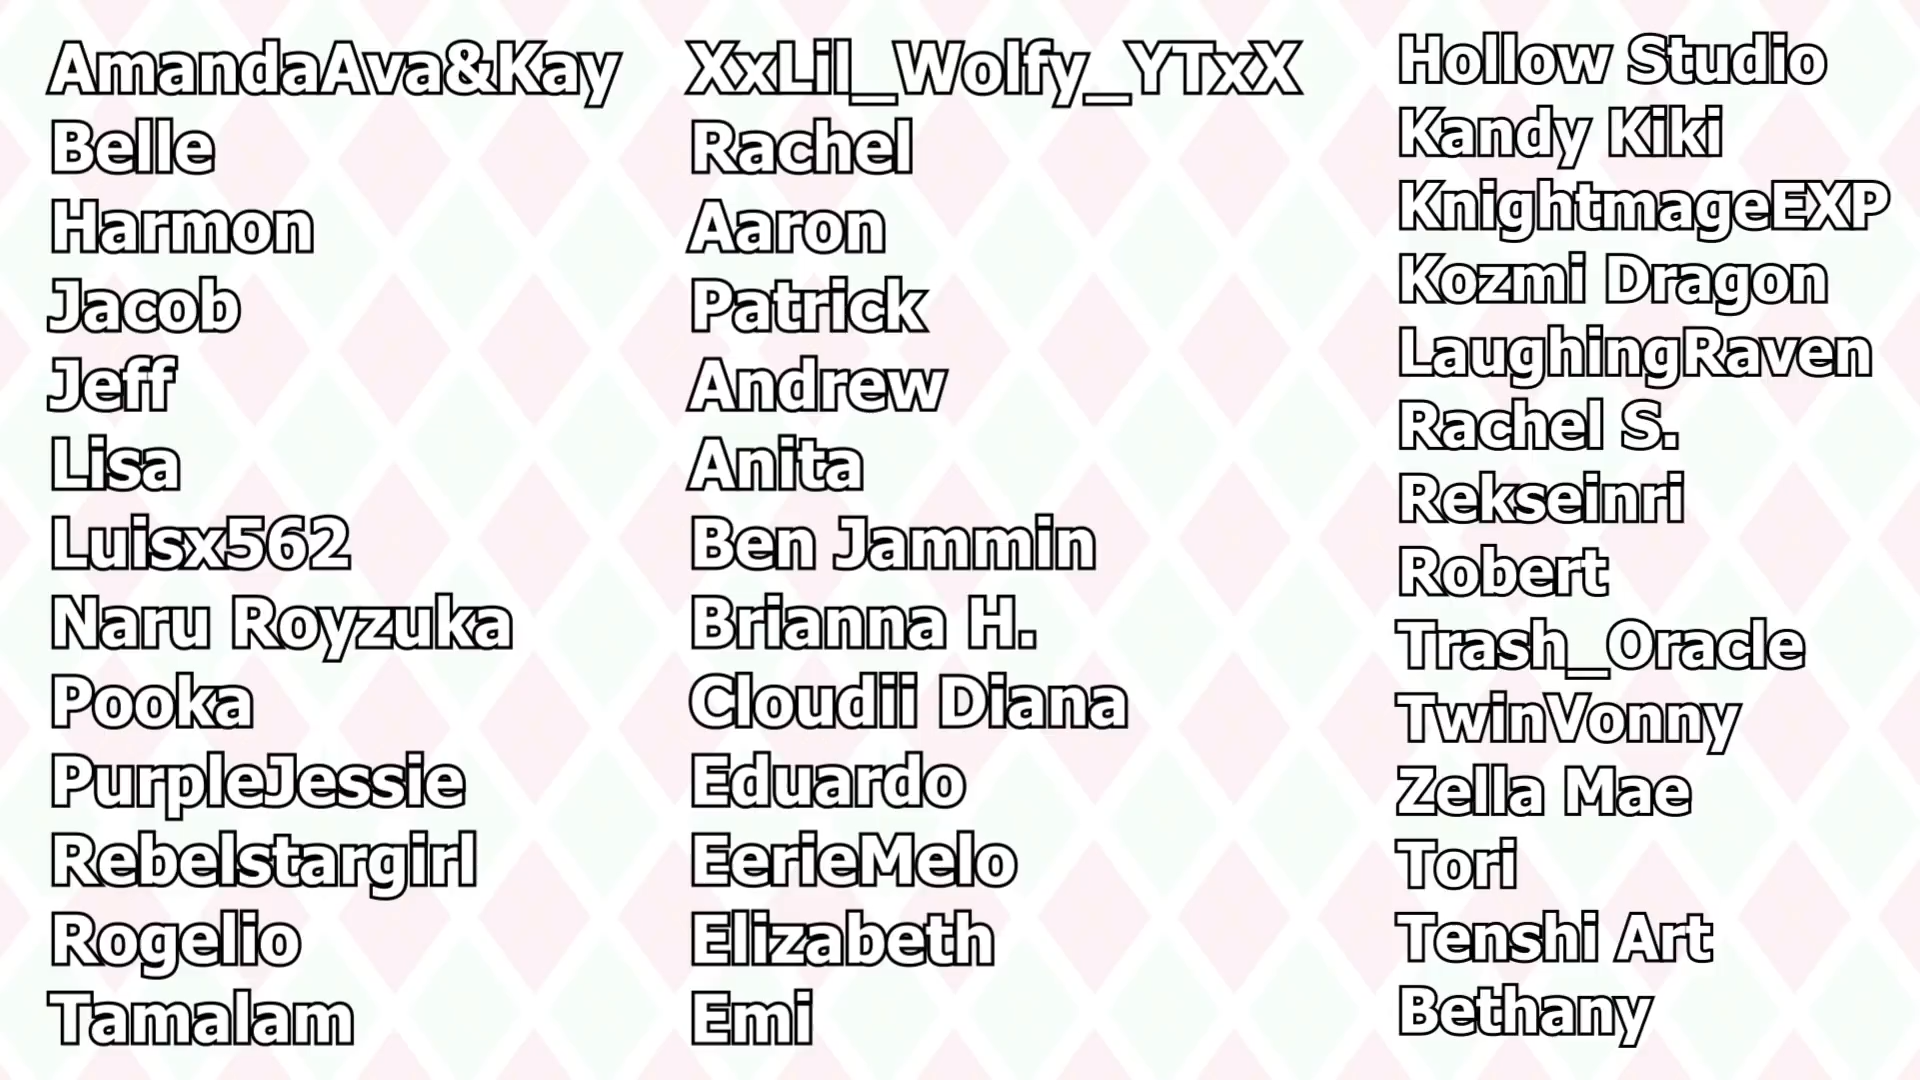 AmandaAva&Kay
Belle
Harmon
Jacob
Jeff
Lisa
Luisx562
Naru Royzuka
Pooka
PurpleJessie
Rebelstargirl
Rogelio
Tamalam
XxLil_Wolfy_YTxX
Rachel
Aaron
Patrick
Andrew
Anita
Ben Jammin
Brianna H.
Cloudii Diana
Eduardo
EerieMelo
Elizabeth
Emi
Hollow Studio
Kandy Kiki
KnightmageEXP
Kozmi Dragon
LaughingRaven
Rachel S.
Rekseinri
Robert
Trash_Oracle
TwinVonny
Zella Mae
Tori
Tenshi Art
Bethany